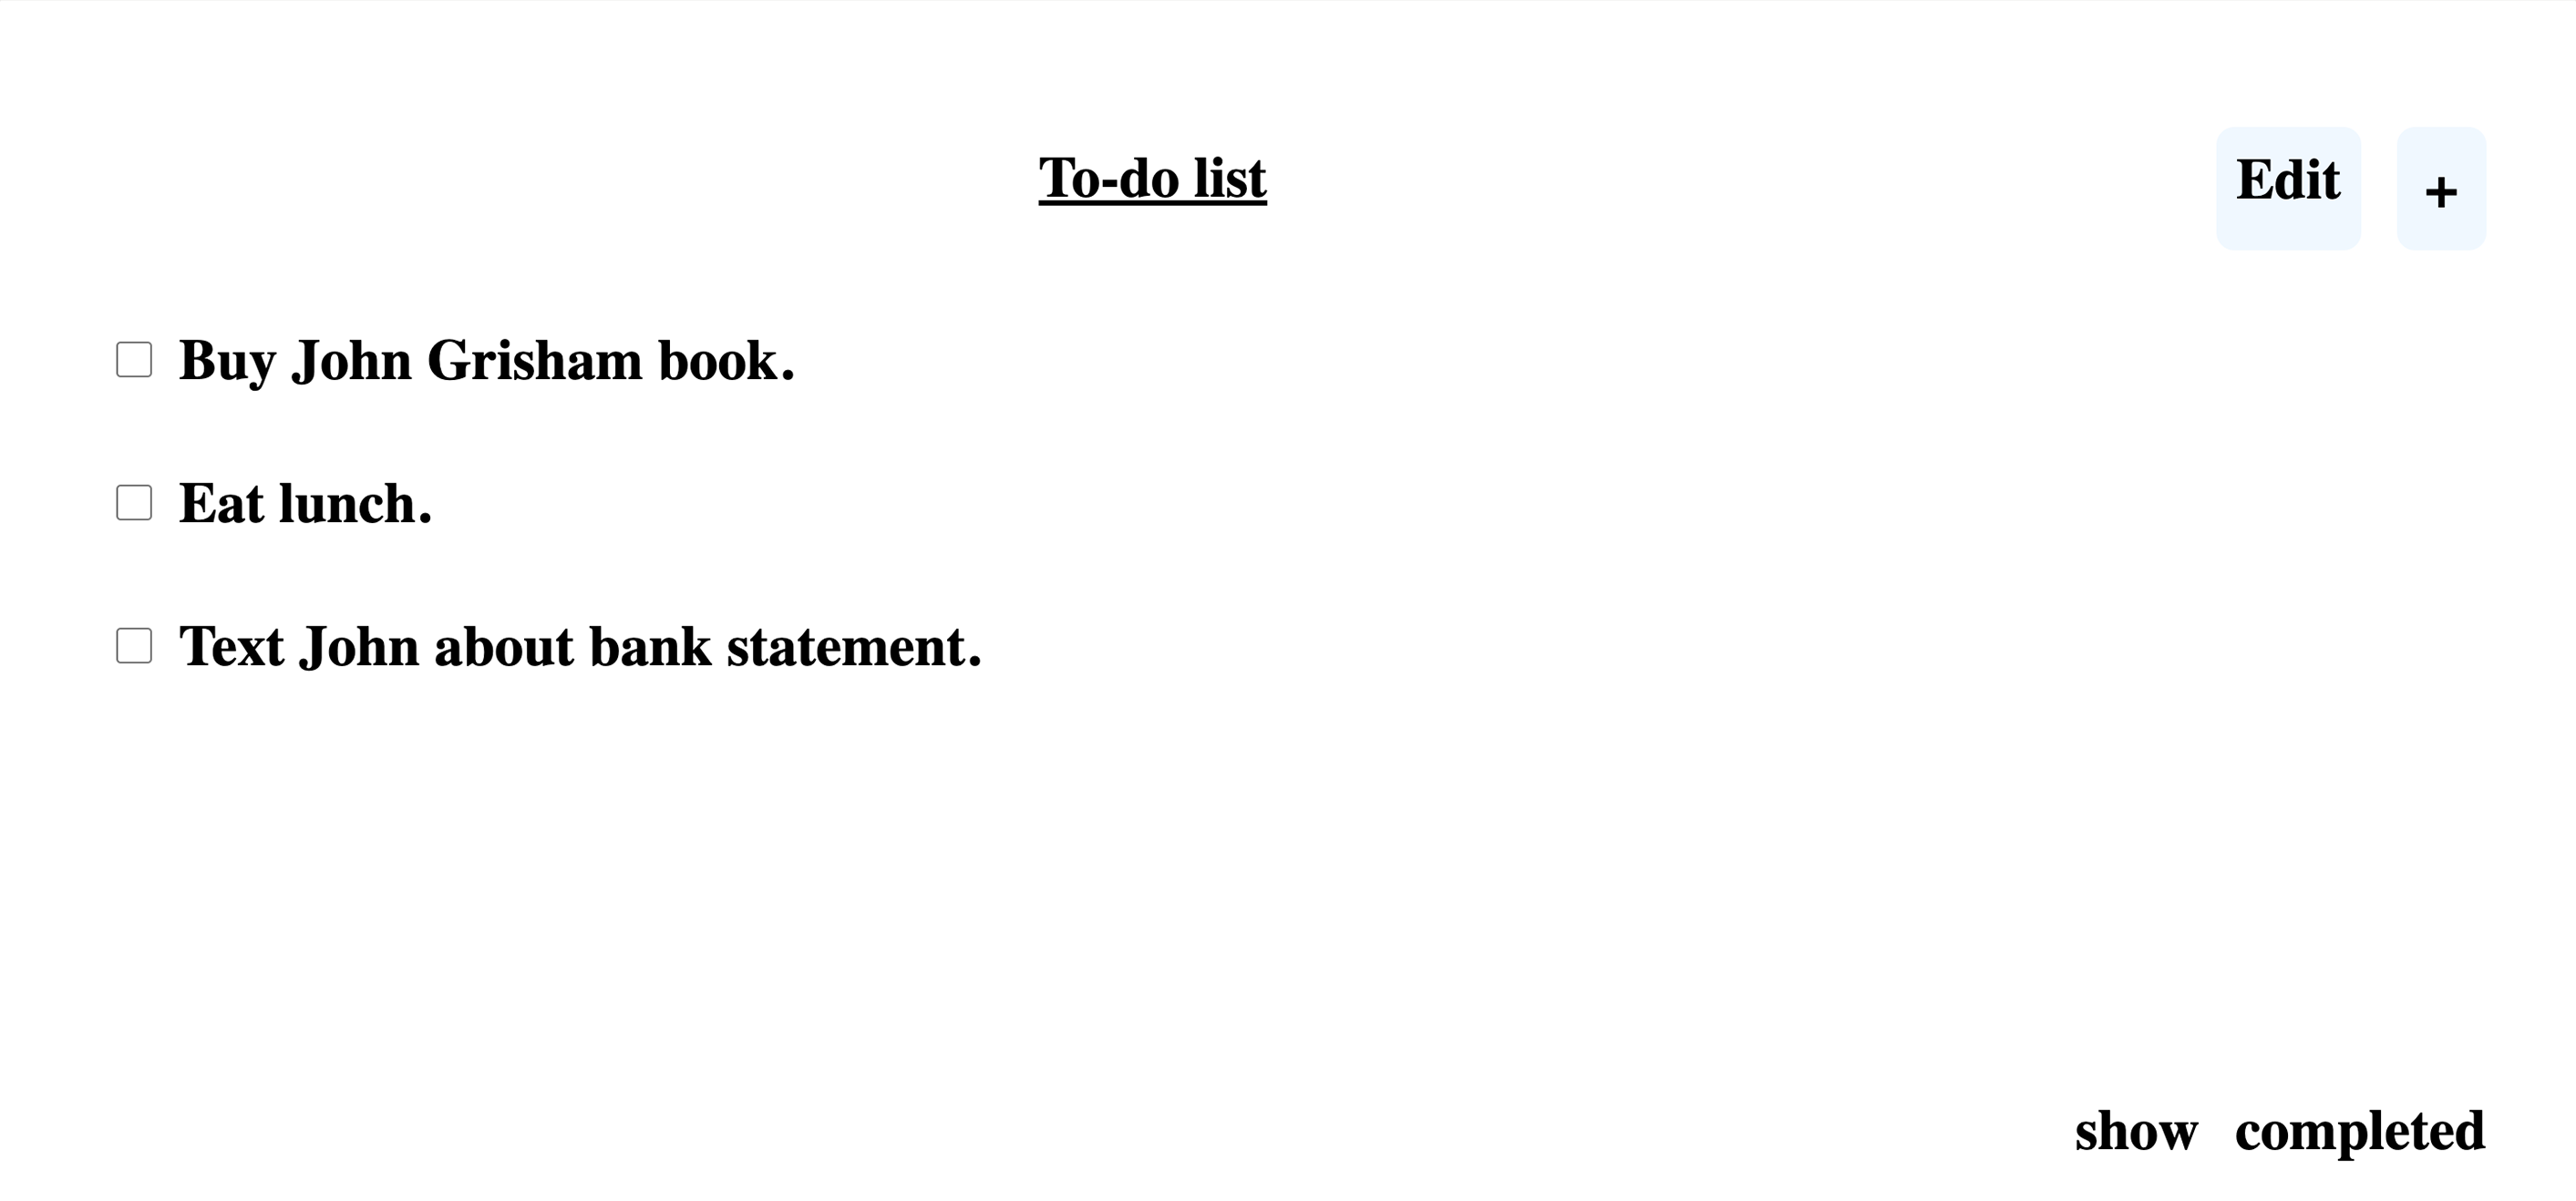 To-do list
Edit +
Buy John Grisham book.
Eat lunch.
Text John about bank statement.
show completed